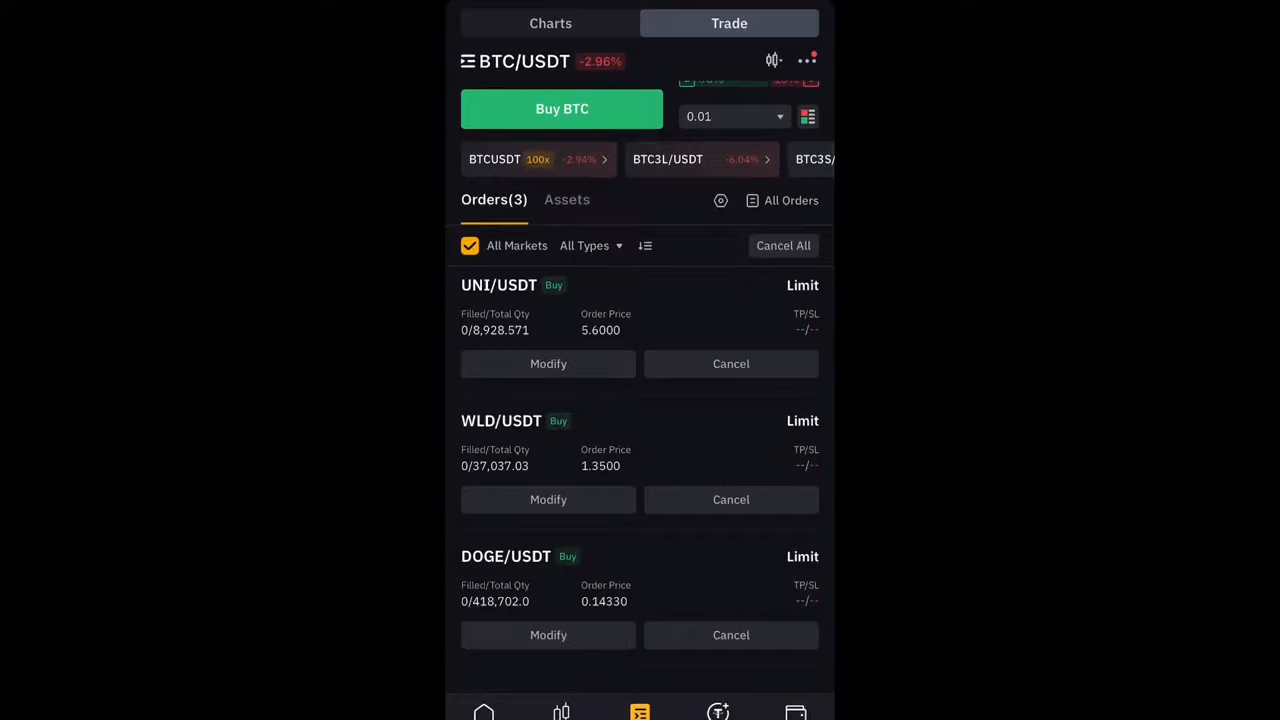 Charts Trade
BTC/USDT -2.96%
Buy BTC
0.01
BTCUSDT 100x -2.94% BTC3L/USDT -6.04% BTC3S/
Orders(3) Assets All Orders
All Markets All Types Cancel All
UNI/USDT Buy Limit
Filled/Total Qty Order Price TP/SL
0/8,928.571 5.6000 --/--
Modify Cancel
WLD/USDT Buy Limit
Filled/Total Qty Order Price TP/SL
0/37,037.03 1.3500 --/--
Modify Cancel
DOGE/USDT Buy Limit
Filled/Total Qty Order Price TP/SL
0/418,702.0 0.14330 --/--
Modify Cancel